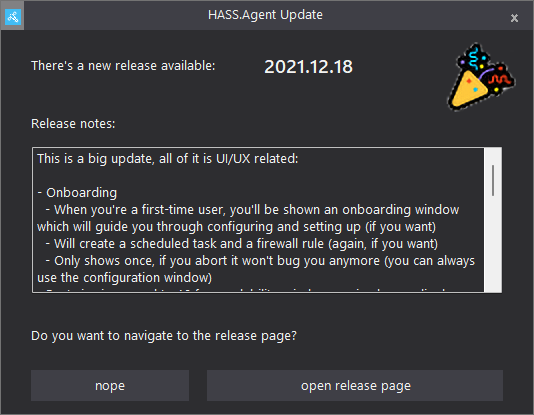 HASS.Agent Update
x
There's a new release available:
2021.12.18
Release notes:
This is a big update, all of it is UI/UX related:
- Onboarding
- When you're a first-time user, you'll be shown an onboarding window
which will guide you through configuring and setting up (if you want)
- Will create a scheduled task and a firewall rule (again, if you want)
- Only shows once, if you abort it won't bug you anymore (you can always
use the configuration window)
Do you want to navigate to the release page?
nope
open release page